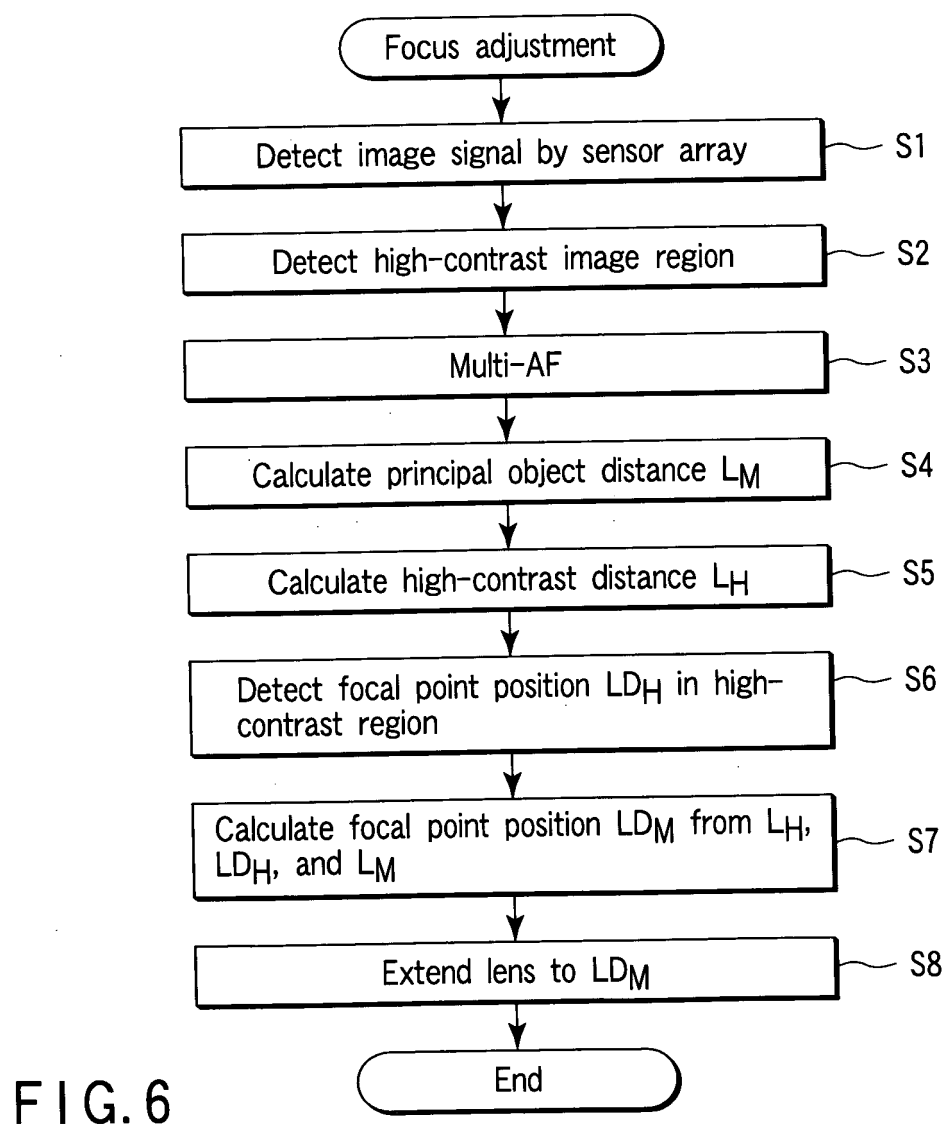 Focus adjustment
Detect image signal by sensor array
S1
Detect high-contrast image region
S2
Multi-AF
S3
Calculate principal object distance LM
S4
Calculate high-contrast distance LH
S5
Detect focal point position LDH in high-
contrast region
S6
Calculate focal point position LDM from LH,
LDH, and LM
S7
Extend lens to LDM
S8
End
FIG. 6